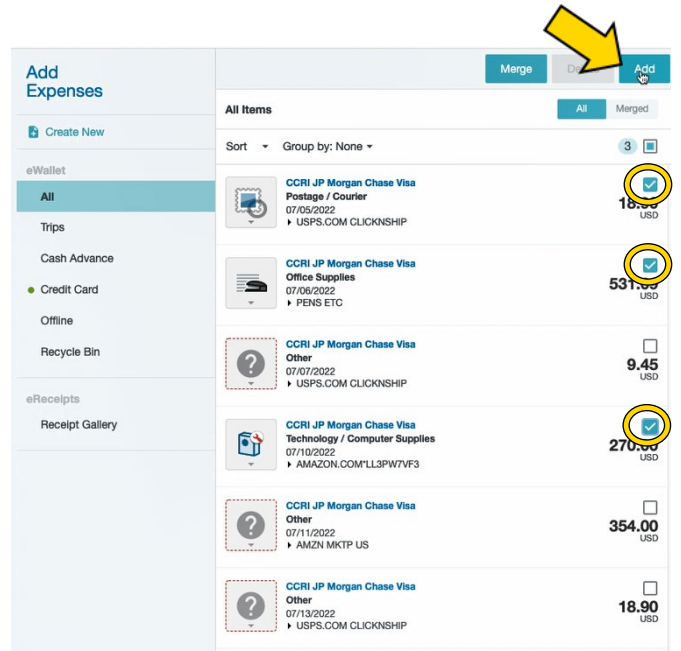 Add
Expenses
Create New
eWallet
All
Trips
Cash Advance
Credit Card
Offline
Recycle Bin
eReceipts
Receipt Gallery
Merge Add
All Items All Merged
Sort Group by: None 3
CCRI JP Morgan Chase Visa
Postage / Courier
07/05/2022
USPS.COM CLICKNSHIP
USD
CCRI JP Morgan Chase Visa
Office Supplies
07/06/2022
PENS ETC
USD
CCRI JP Morgan Chase Visa
Other
07/07/2022
USPS.COM CLICKNSHIP
9.45
USD
CCRI JP Morgan Chase Visa
Technology / Computer Supplies
07/10/2022
AMAZON.COM*LL3PW7VF3
270.00
USD
CCRI JP Morgan Chase Visa
Other
07/11/2022
AMZN MKTP US
354.00
USD
CCRI JP Morgan Chase Visa
Other
07/13/2022
USPS.COM CLICKNSHIP
18.90
USD